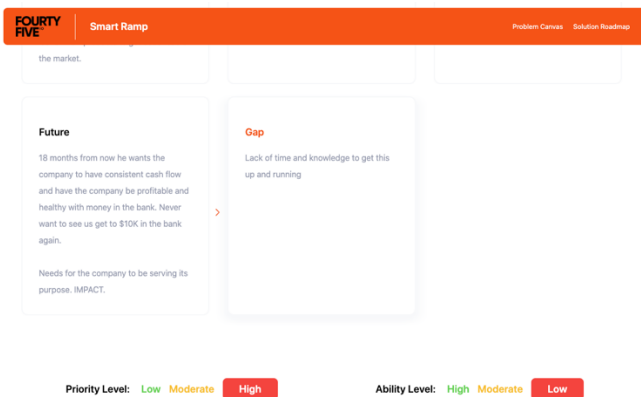 FOURTY
FIVE
Smart Ramp
Problem Canvas Solution Roadmap
the market.
Future
18 months from now he wants the
company to have consistent cash flow
and have the company be profitable and
healthy with money in the bank. Never
want to see us get to $10K in the bank
again.
Needs for the company to be serving its
purpose. IMPACT.
Gap
Lack of time and knowledge to get this
up and running
Priority Level: Low Moderate High
Ability Level: High Moderate Low